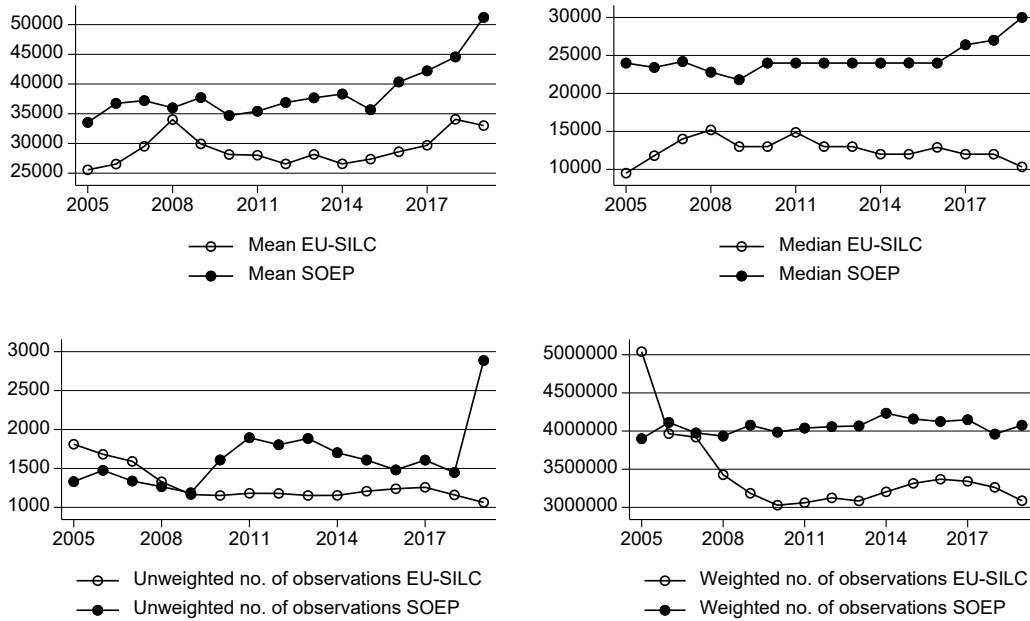 50000
45000
40000
35000
30000
25000
2005 2008 2011 2014 2017
Mean EU-SILC
Mean SOEP
30000
25000
20000
15000
10000
2005 2008 2011 2014 2017
Median EU-SILC
Median SOEP
3000
2500
2000
1500
1000
2005 2008 2011 2014 2017
Unweighted no. of observations EU-SILC
Unweighted no. of observations SOEP
5000000
4500000
4000000
3500000
3000000
2005 2008 2011 2014 2017
Weighted no. of observations EU-SILC
Weighted no. of observations SOEP